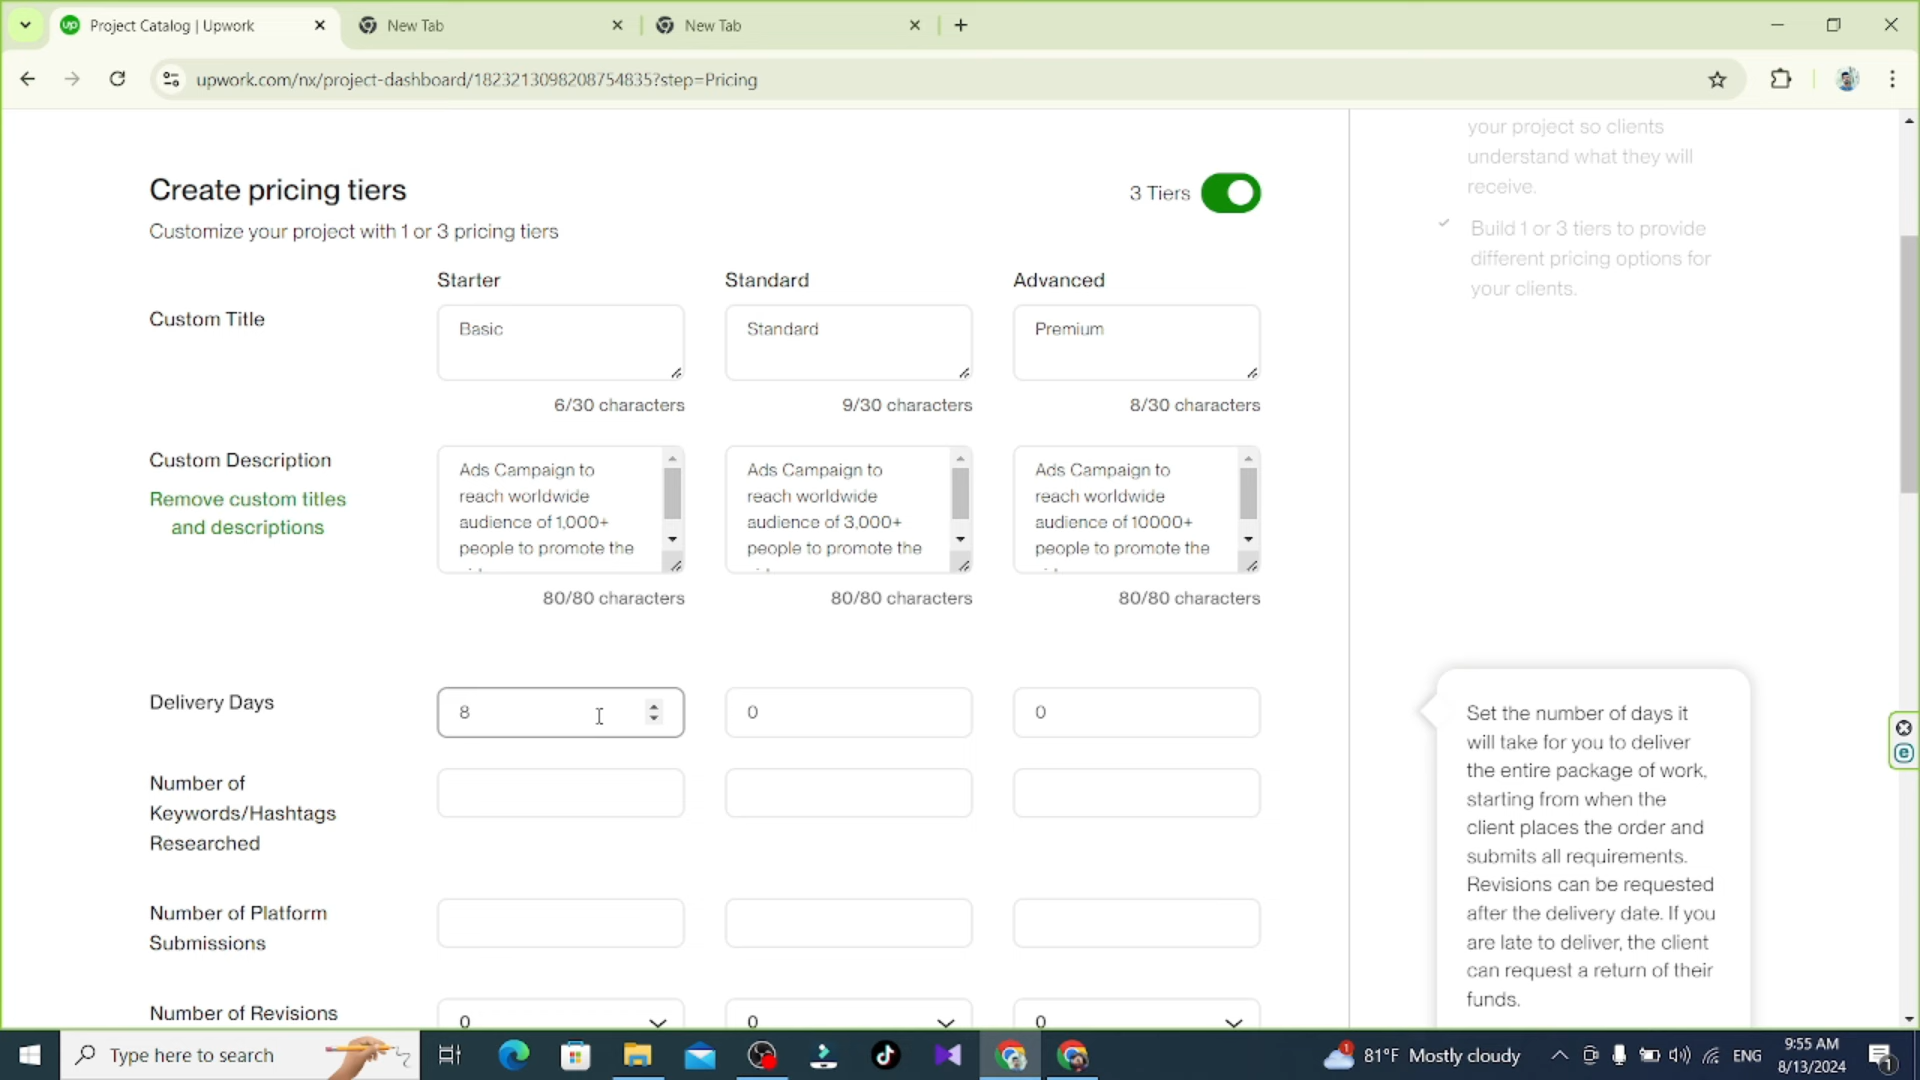 Project Catalog | Upwork
New Tab
New Tab
upwork.com/nx/project-dashboard/1823213098208754835?step=Pricing
Create pricing tiers
3 Tiers
Customize your project with 1 or 3 pricing tiers
Starter
Standard
Advanced
Custom Title
Basic
Standard
Premium
6/30 characters
9/30 characters
8/30 characters
Custom Description
Remove custom titles
and descriptions
Ads Campaign to
reach worldwide
audience of 1,000+
people to promote the
Ads Campaign to
reach worldwide
audience of 3,000+
people to promote the
Ads Campaign to
reach worldwide
audience of 10000+
people to promote the
80/80 characters
80/80 characters
80/80 characters
Delivery Days
8
0
0
Number of
Keywords/Hashtags
Researched
Number of Platform
Submissions
Number of Revisions
0
0
0
your project so clients
understand what they will
receive.
Build 1 or 3 tiers to provide
different pricing options for
your clients.
Set the number of days it
will take for you to deliver
the entire package of work,
starting from when the
client places the order and
submits all requirements.
Revisions can be requested
after the delivery date. If you
are late to deliver, the client
can request a return of their
funds.
Type here to search
81°F Mostly cloudy
ENG
9:55 AM
8/13/2024